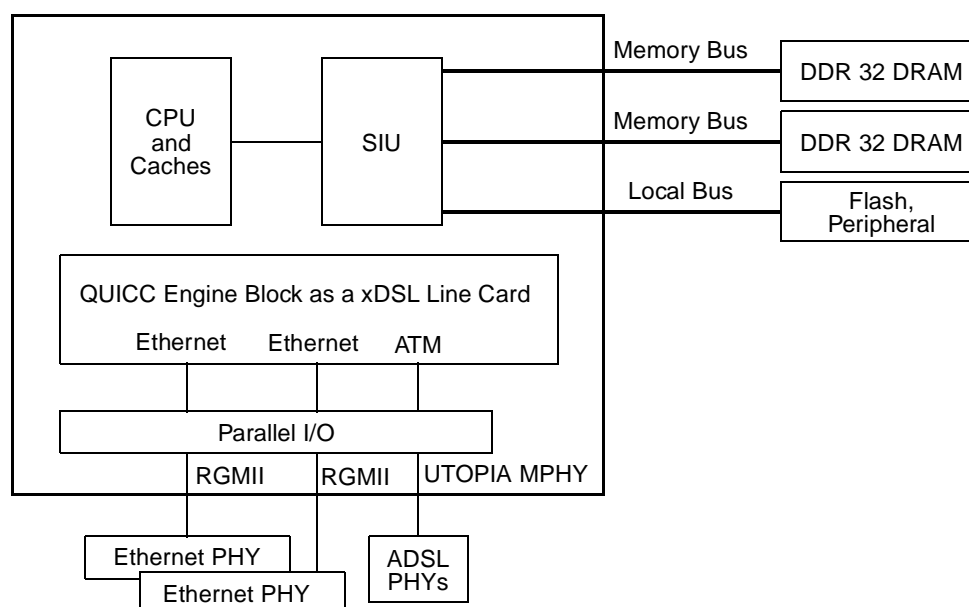 Memory Bus
DDR 32 DRAM
CPU
and
Caches
SIU
Memory Bus
DDR 32 DRAM
Local Bus
Flash,
Peripheral
QUICC Engine Block as a xDSL Line Card
Ethernet
Ethernet
ATM
Parallel I/O
RGMII
RGMII
UTOPIA MPHY
Ethernet PHY
Ethernet PHY
ADSL
PHYs